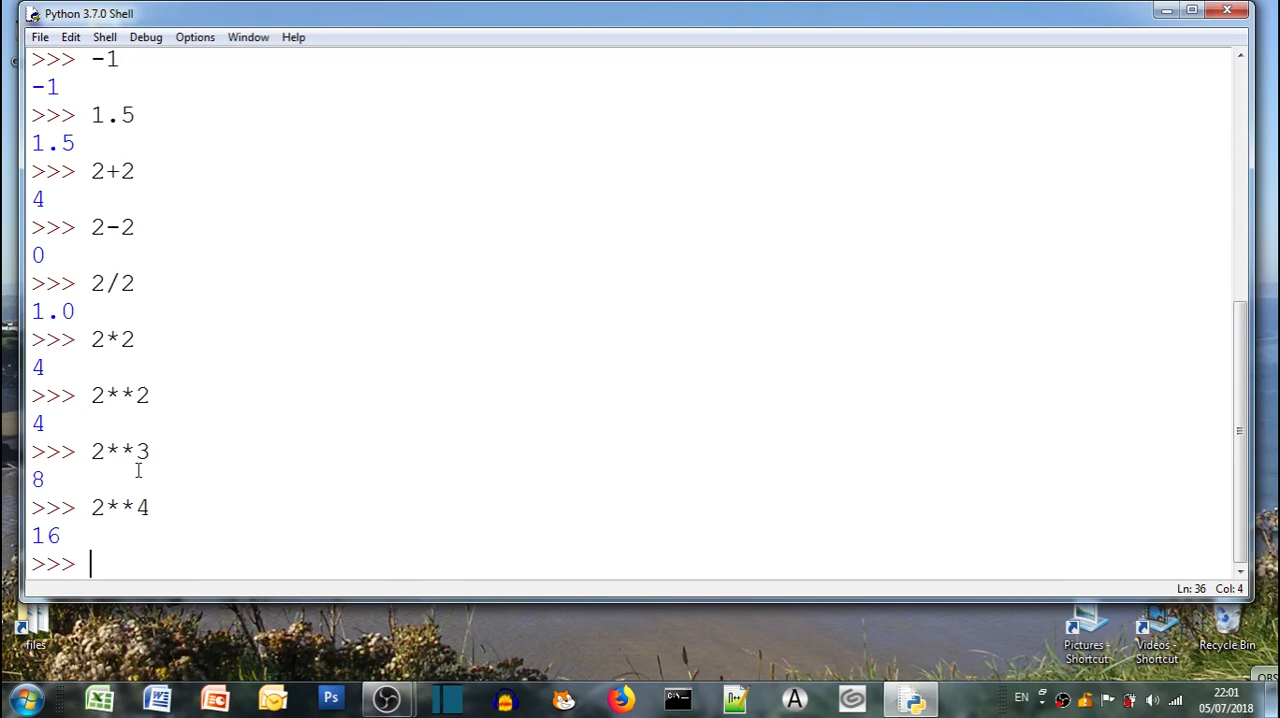 Python 3.7.0 Shell
File Edit Shell Debug Options Window Help
>>> -1
-1
>>> 1.5
1.5
>>> 2+2
4
>>> 2-2
0
>>> 2/2
1.0
>>> 2*2
4
>>> 2**2
4
>>> 2**3
8
>>> 2**4
16
>>>
Ln: 36 Col: 4
files
Pictures - Shortcut
Videos - Shortcut
Recycle Bin
OBS
Ps
A
EN
22:01
05/07/2018